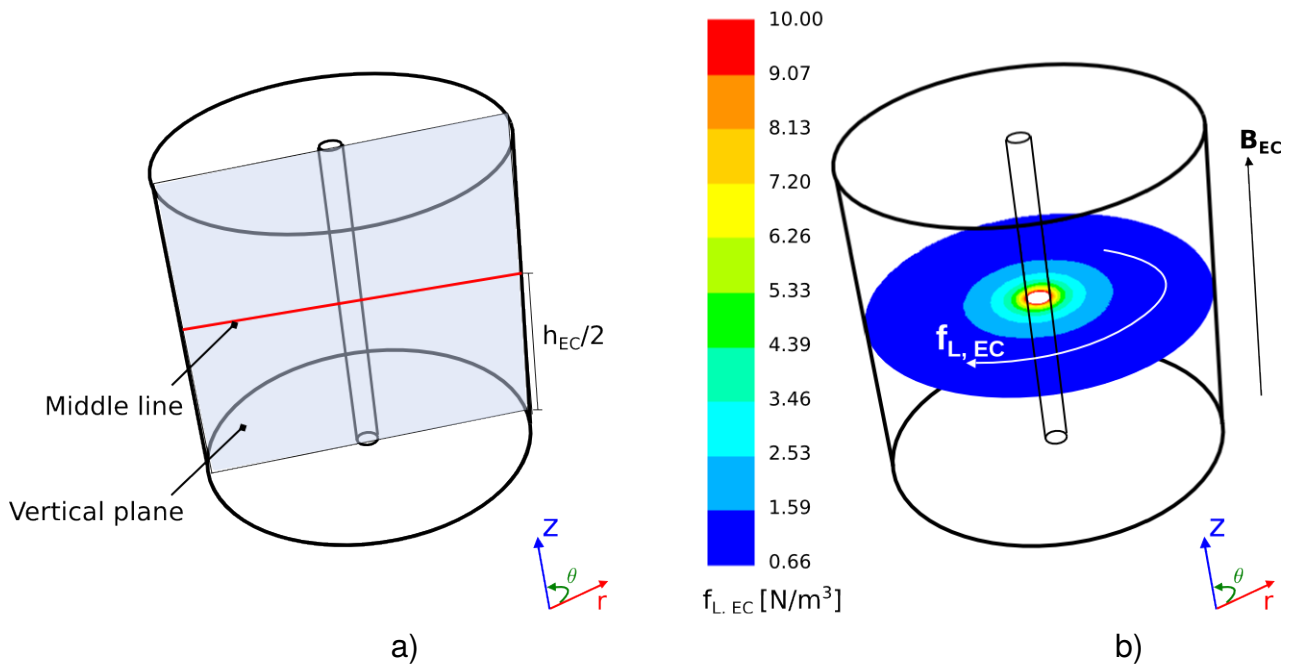 h_EC/2
Middle line
Vertical plane
z
θ
r
a)
10.00
9.07
8.13
7.20
6.26
5.33
4.39
3.46
2.53
1.59
0.66
f_L. EC [N/m³]
B_EC
f_L, EC
z
θ
r
b)